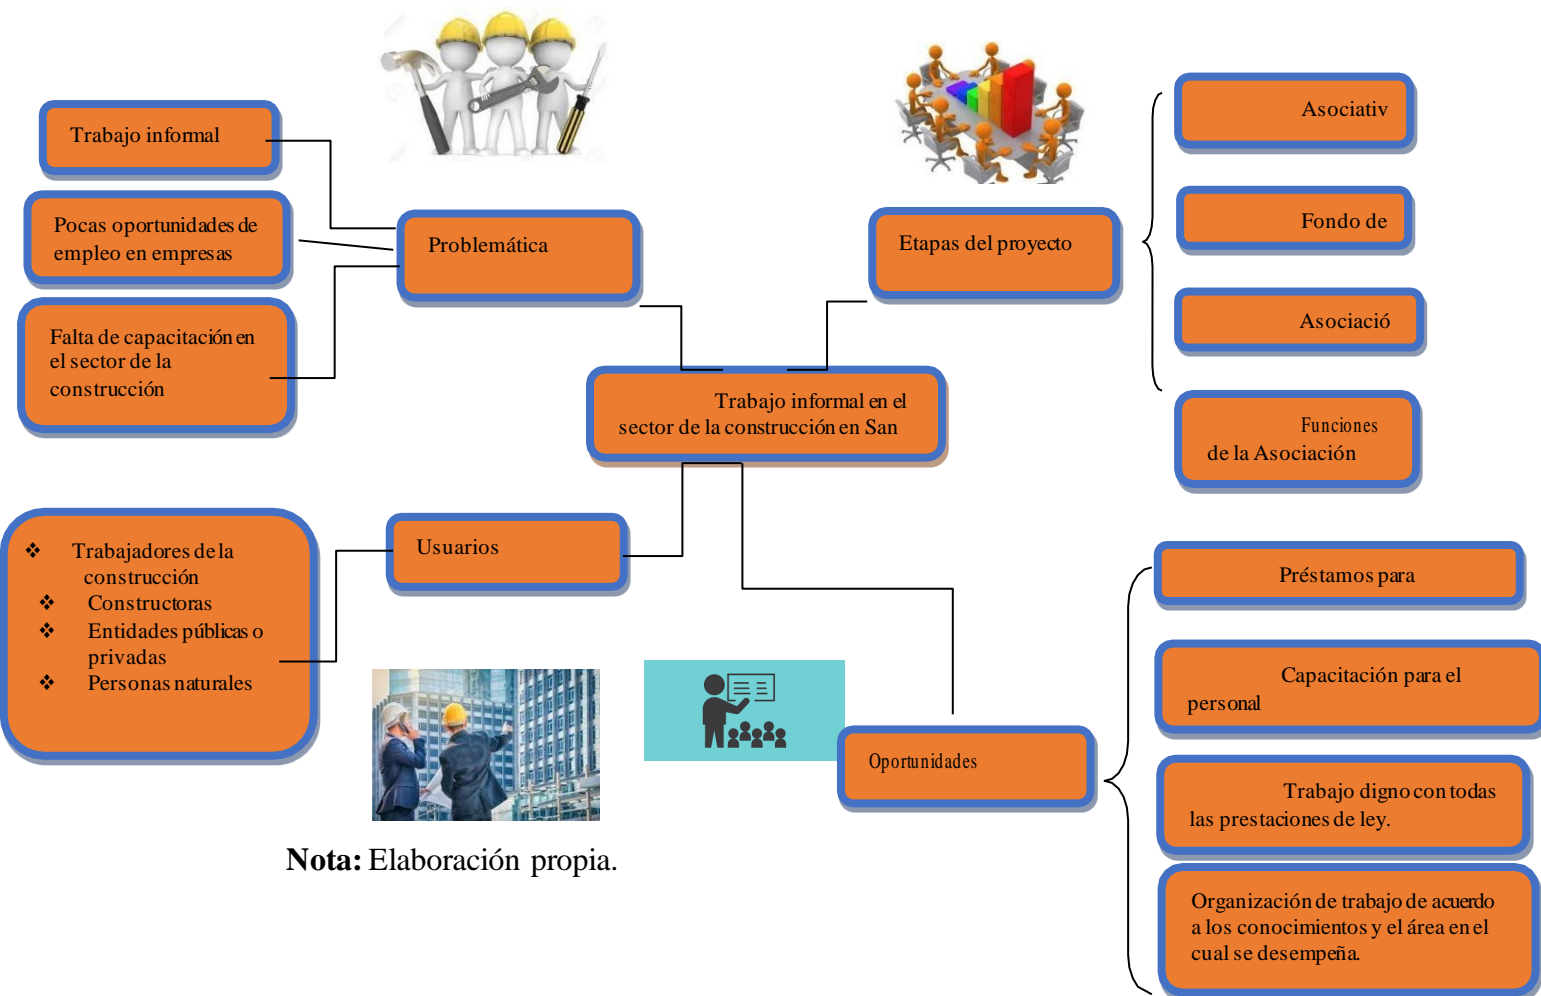 Trabajo informal
Pocas oportunidades de
empleo en empresas
Falta de capacitación en
el sector de la
construcción
Problemática
Etapas del proyecto
Asociativ
Fondo de
Asociació
Funciones
de la Asociación
Trabajo informal en el
sector de la construcción en San
❖ Trabajadores de la
construcción
❖ Constructoras
❖ Entidades públicas o
privadas
❖ Personas naturales
Usuarios
Oportunidades
Préstamos para
Capacitación para el
personal
Trabajo digno con todas
las prestaciones de ley.
Organización de trabajo de acuerdo
a los conocimientos y el área en el
cual se desempeña.
Nota: Elaboración propia.